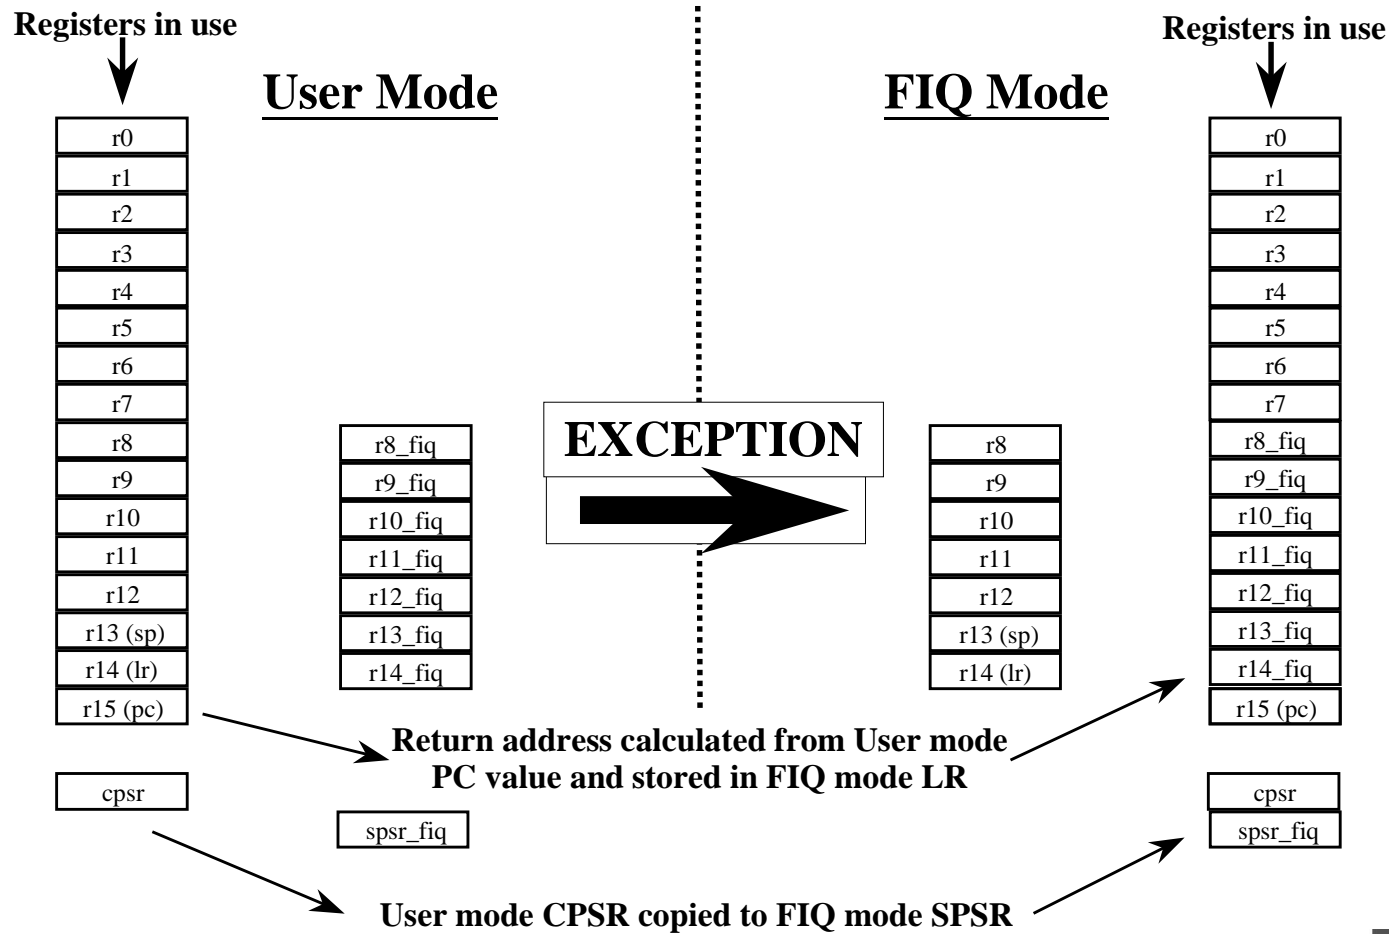 Registers in use
User Mode
r0
r1
r2
r3
r4
r5
r6
r7
r8
r9
r10
r11
r12
r13 (sp)
r14 (lr)
r15 (pc)
cpsr
r8_fiq
r9_fiq
r10_fiq
r11_fiq
r12_fiq
r13_fiq
r14_fiq
spsr_fiq
EXCEPTION
Return address calculated from User mode
PC value and stored in FIQ mode LR
User mode CPSR copied to FIQ mode SPSR
FIQ Mode
r8
r9
r10
r11
r12
r13 (sp)
r14 (lr)
Registers in use
r0
r1
r2
r3
r4
r5
r6
r7
r8_fiq
r9_fiq
r10_fiq
r11_fiq
r12_fiq
r13_fiq
r14_fiq
r15 (pc)
cpsr
spsr_fiq